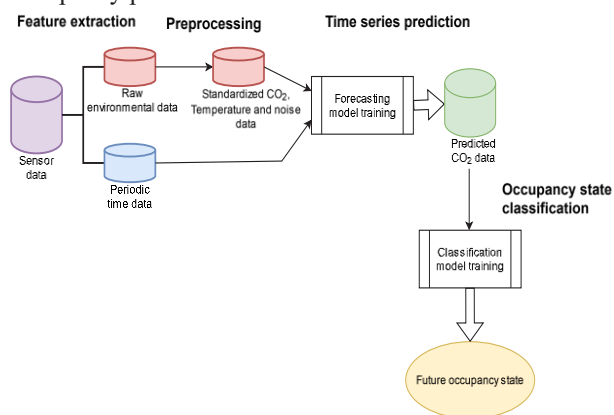 Feature extraction
Preprocessing
Time series prediction
Raw
environmental data
Standardized CO2,
Temperature and noise
data
Forecasting
model training
Sensor
data
Periodic
time data
Predicted
CO2 data
Occupancy state
classification
Classification
model training
Future occupancy state